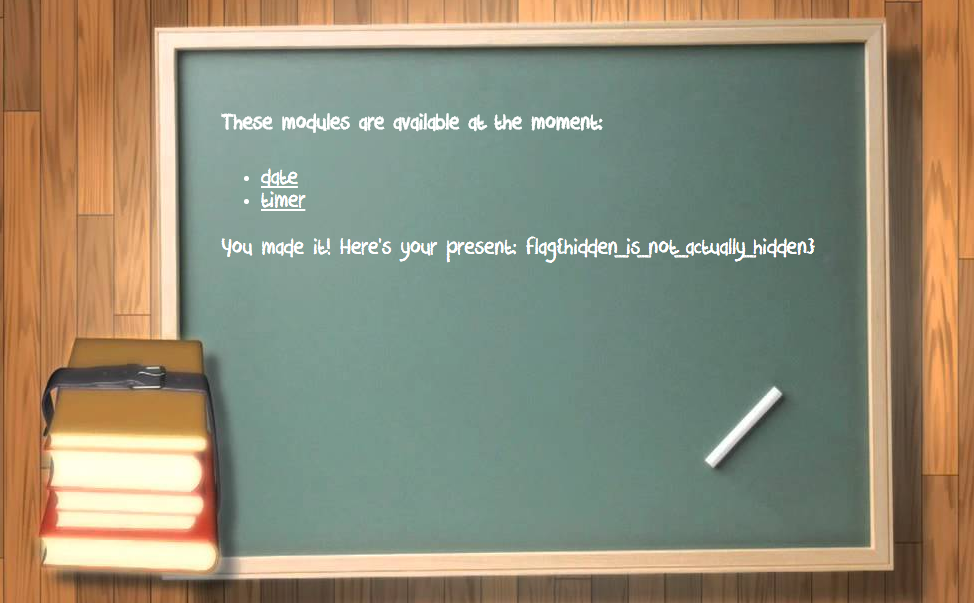 These modules are available at the moment:
date
timer
You made it! Here's your present: flag{hidden_is_not_actually_hidden}